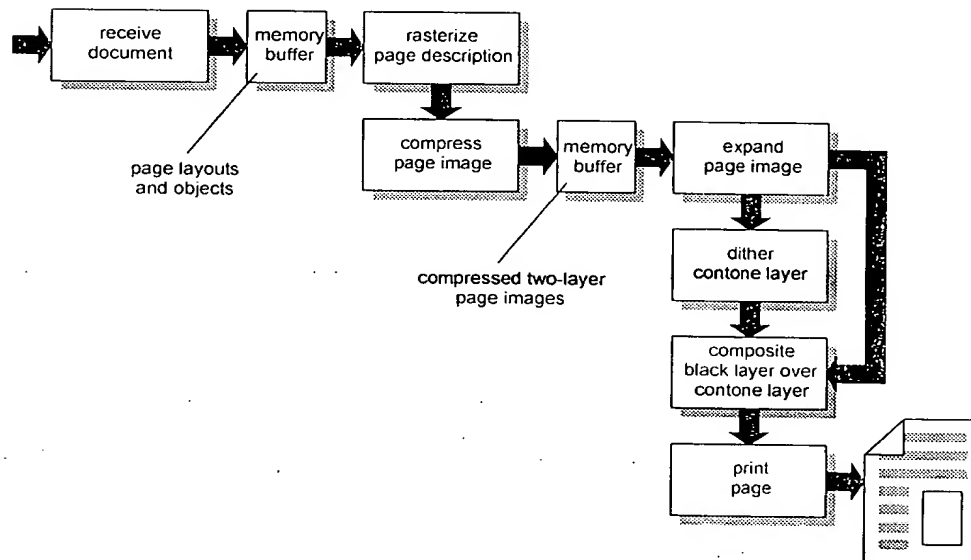 receive
document
memory
buffer
rasterize
page description
page layouts
and objects
compress
page image
memory
buffer
expand
page image
compressed two-layer
page images
dither
contone layer
composite
black layer over
contone layer
print
page